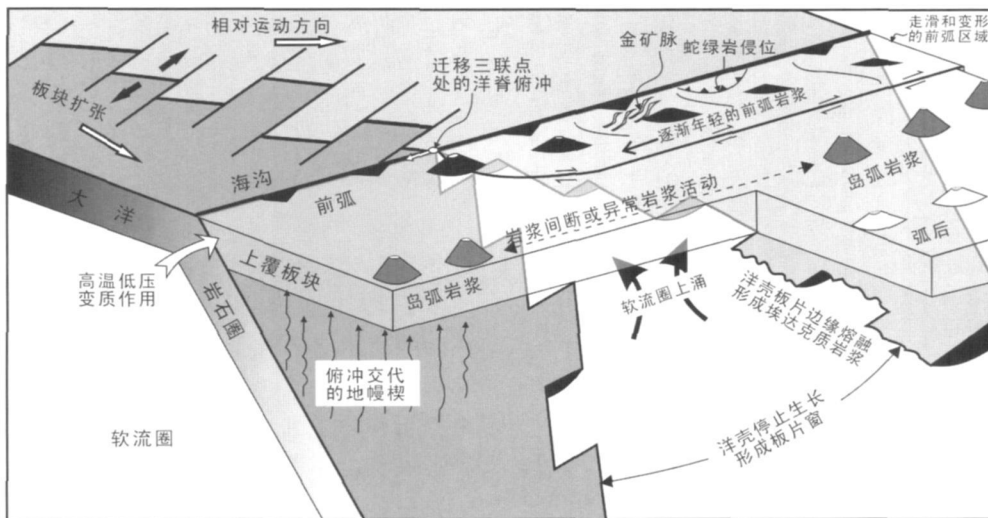 相对运动方向
走滑和变形
的前弧区域
金矿脉
蛇绿岩侵位
迁移三联点
处的洋脊俯冲
板块扩张
逐渐年轻的前弧岩浆
海沟
大洋
前弧
岛弧岩浆
岩浆间断或异常岩浆活动
弧后
上覆板块
高温低压
变质作用
岛弧岩浆
软流圈上涌
洋壳板片边缘熔融
形成埃达克质岩浆
岩石圈
俯冲交代
的地幔楔
软流圈
洋壳停止生长
形成板片窗